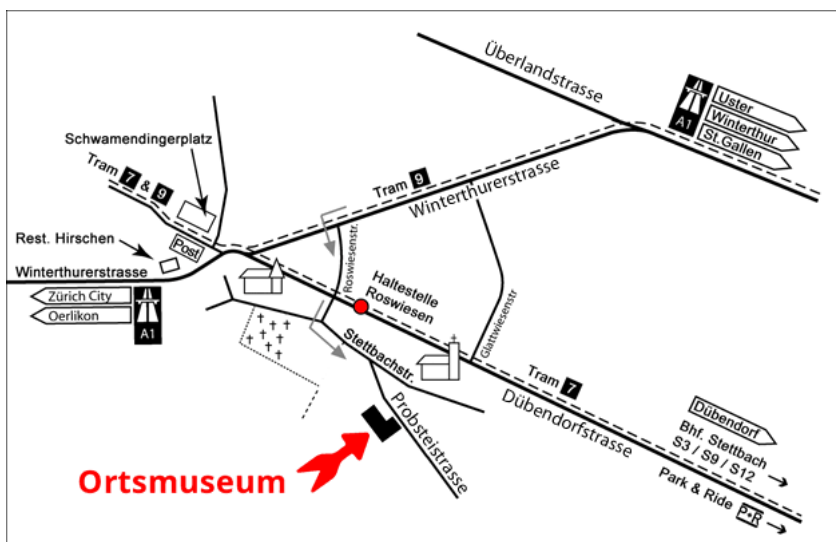 Überlandstrasse
A1
Uster
Winterthur
St.Gallen
Schwamendingerplatz
Tram 7 & 9
Tram 9
Winterthurerstrasse
Rest. Hirschen
Post
Roswiesenstr.
Winterthurerstrasse
Zürich City
Oerlikon
A1
Haltestelle
Roswiesen
Glattwiesenstr
Stettbachstr.
Tram 7
Dübendorfstrasse
Probsteistrasse
Ortsmuseum
Dübendorf
Bhf. Stettbach
S3 / S9 / S12
Park & Ride P+R